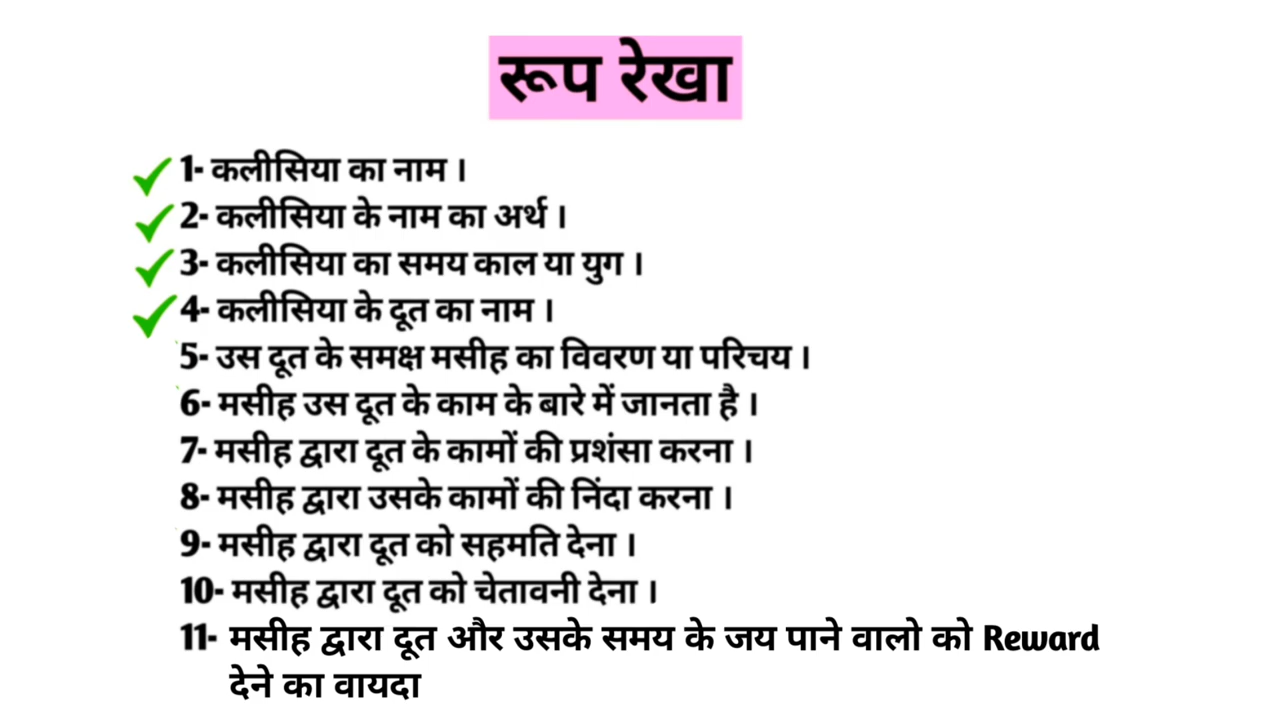 रूप रेखा
1- कलीसिया का नाम ।
2- कलीसिया के नाम का अर्थ ।
3- कलीसिया का समय काल या युग ।
4- कलीसिया के दूत का नाम ।
5- उस दूत के समक्ष मसीह का विवरण या परिचय ।
6- मसीह उस दूत के काम के बारे में जानता है ।
7- मसीह द्वारा दूत के कामों की प्रशंसा करना ।
8- मसीह द्वारा उसके कामों की निंदा करना ।
9- मसीह द्वारा दूत को सहमति देना ।
10- मसीह द्वारा दूत को चेतावनी देना ।
11- मसीह द्वारा दूत और उसके समय के जय पाने वालो को Reward
देने का वायदा